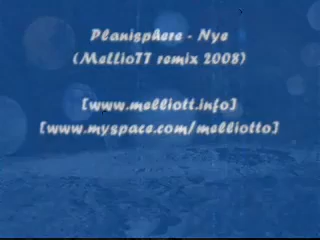 Planisphere - Nye
(MellioTT remix 2008)
[www.melliott.info]
[www.myspace.com/melliotto]